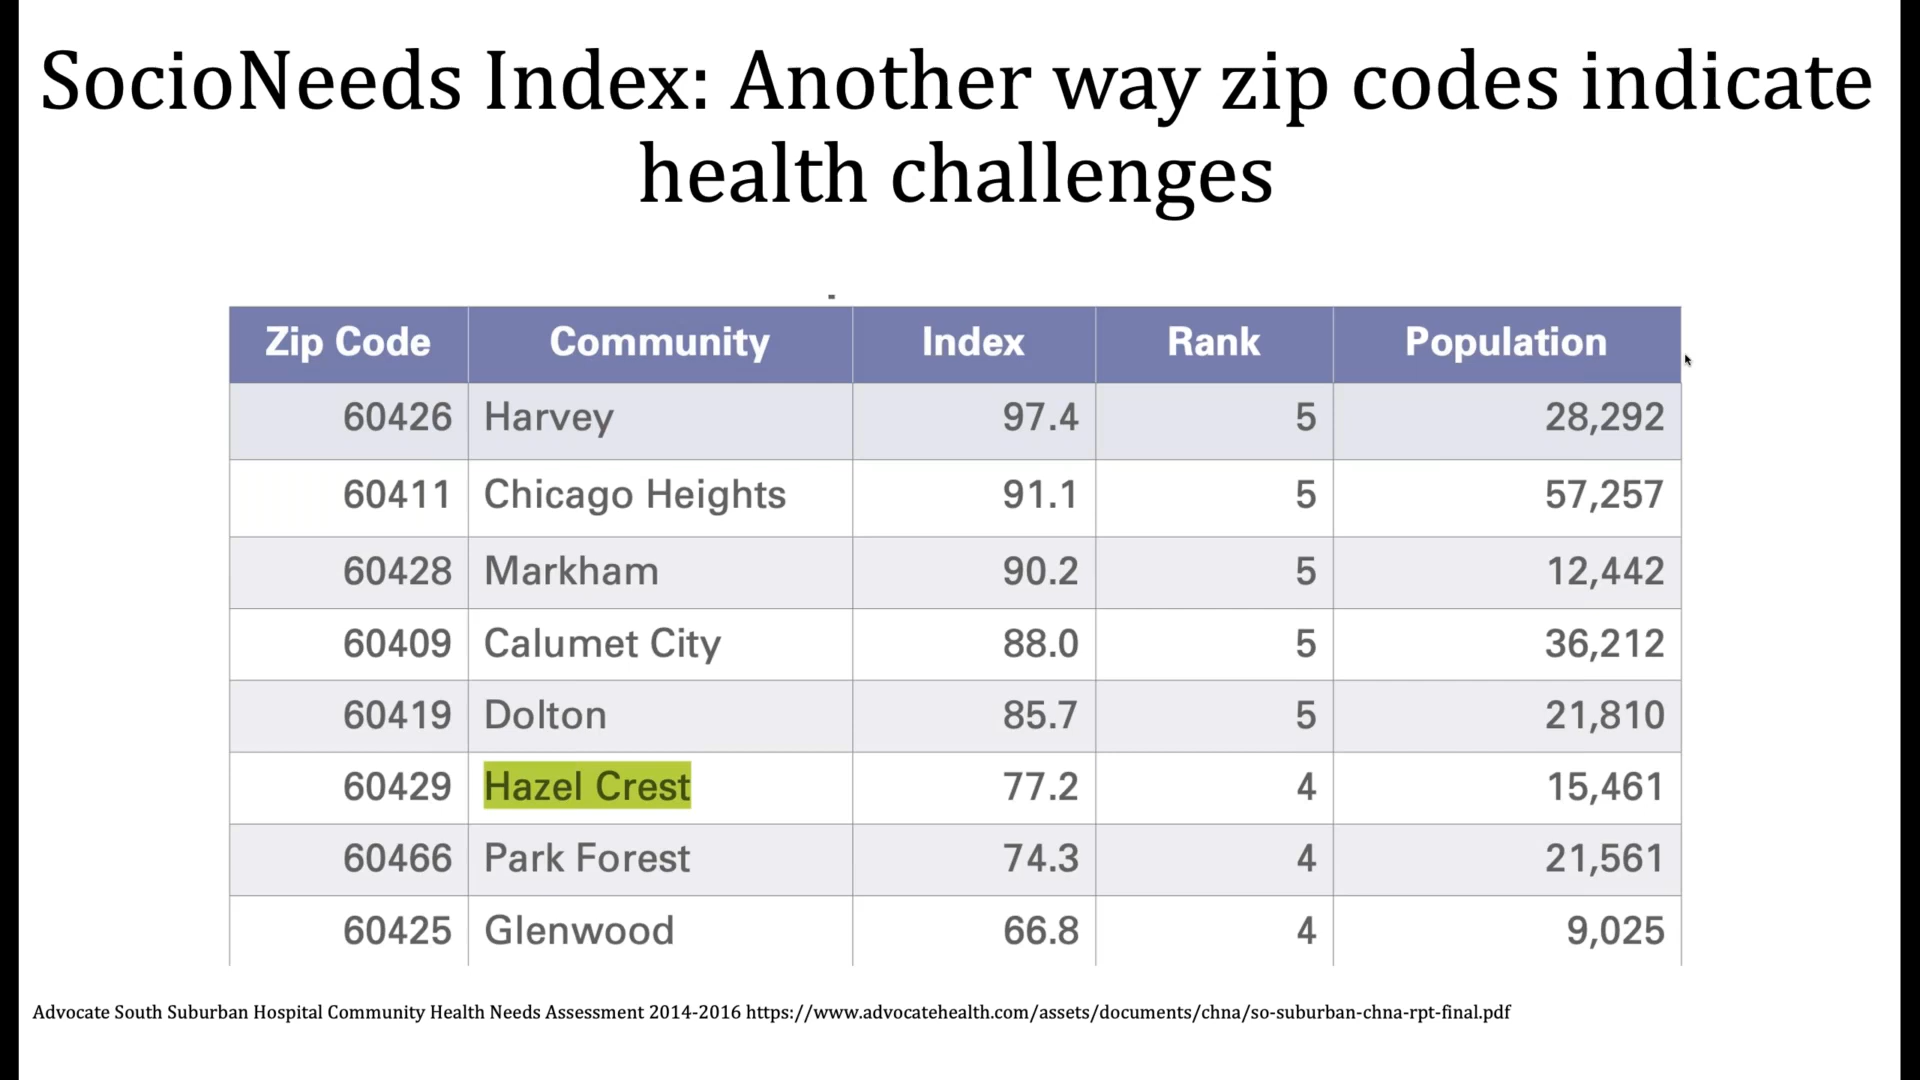 SocioNeeds Index: Another way zip codes indicate
health challenges
Zip Code Community Index Rank Population
60426 Harvey 97.4 5 28,292
60411 Chicago Heights 91.1 5 57,257
60428 Markham 90.2 5 12,442
60409 Calumet City 88.0 5 36,212
60419 Dolton 85.7 5 21,810
60429 Hazel Crest 77.2 4 15,461
60466 Park Forest 74.3 4 21,561
60425 Glenwood 66.8 4 9,025
Advocate South Suburban Hospital Community Health Needs Assessment 2014-2016 https://www.advocatehealth.com/assets/documents/chna/so-suburban-chna-rpt-final.pdf